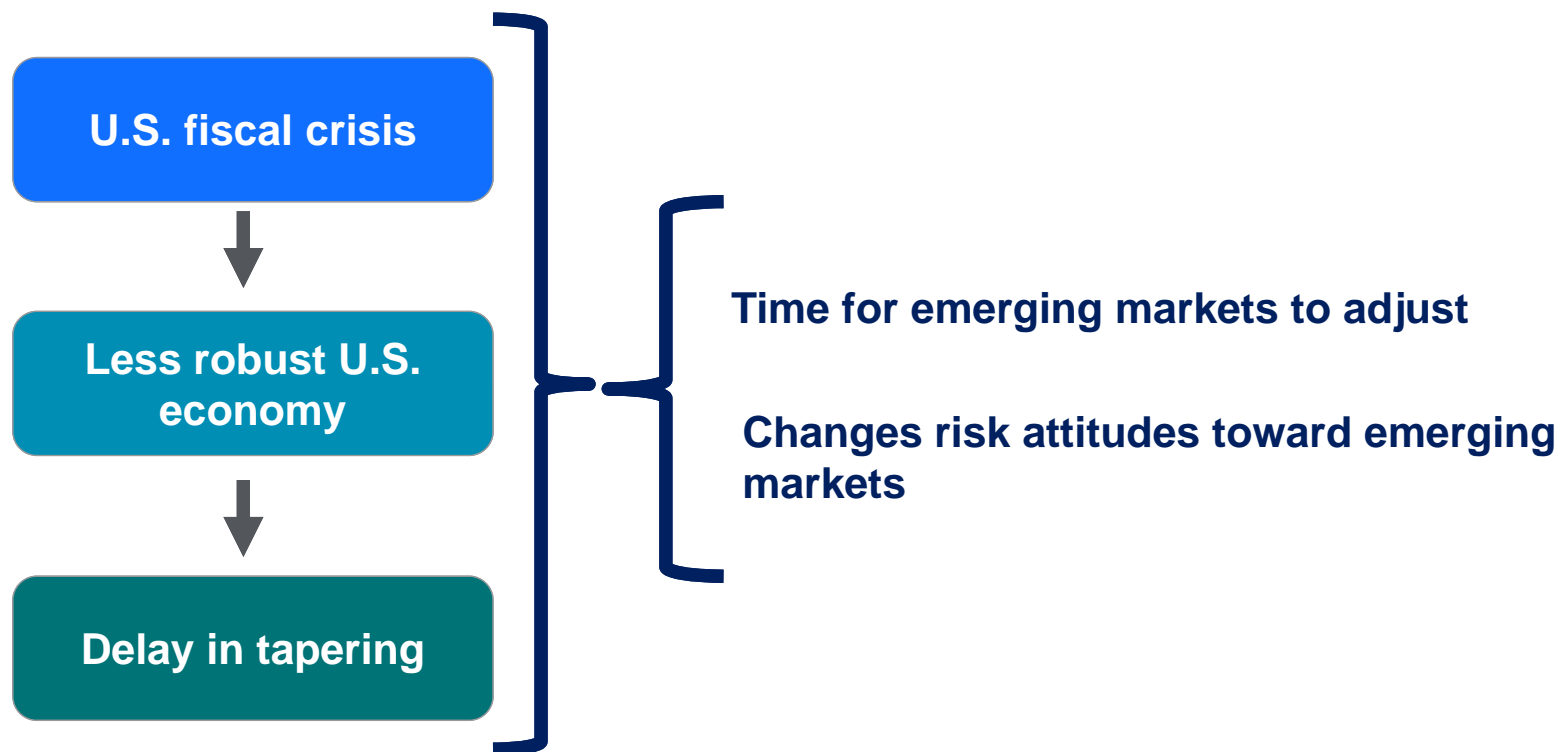 U.S. fiscal crisis
Less robust U.S.
economy
Delay in tapering
Time for emerging markets to adjust
Changes risk attitudes toward emerging
markets